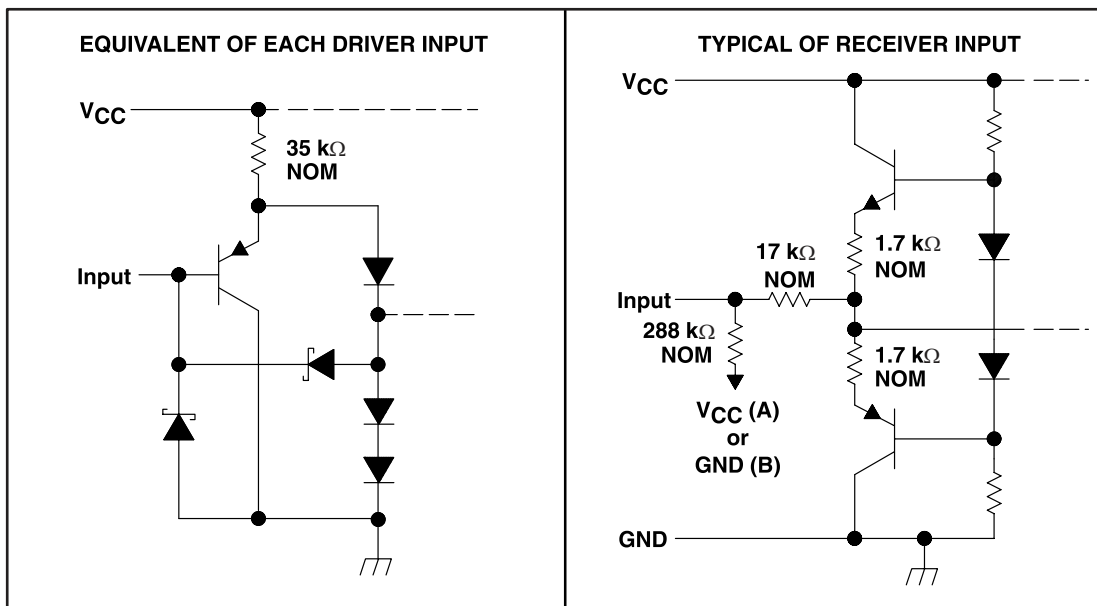 EQUIVALENT OF EACH DRIVER INPUT
VCC
35 kΩ
NOM
Input
TYPICAL OF RECEIVER INPUT
VCC
17 kΩ
NOM
1.7 kΩ
NOM
Input
288 kΩ
NOM
1.7 kΩ
NOM
VCC (A)
or
GND (B)
GND